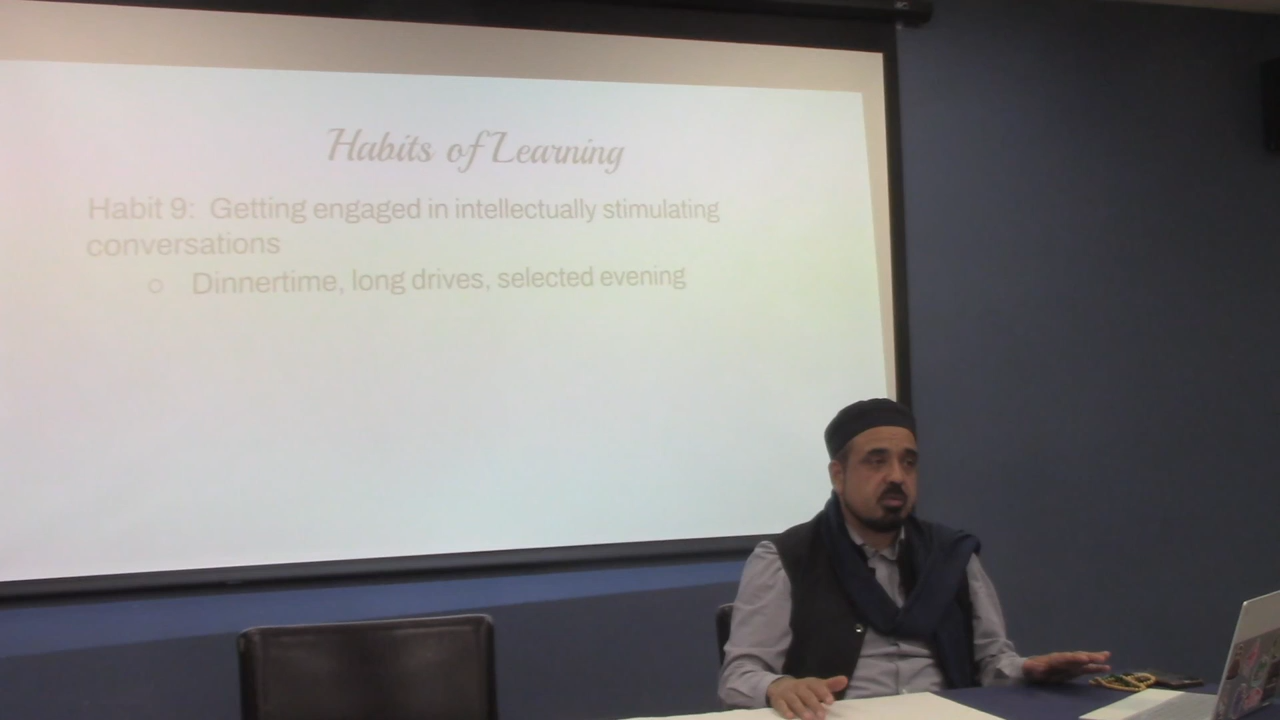 Habits of Learning
Habit 9: Getting engaged in intellectually stimulating
conversations
○ Dinnertime, long drives, selected evening